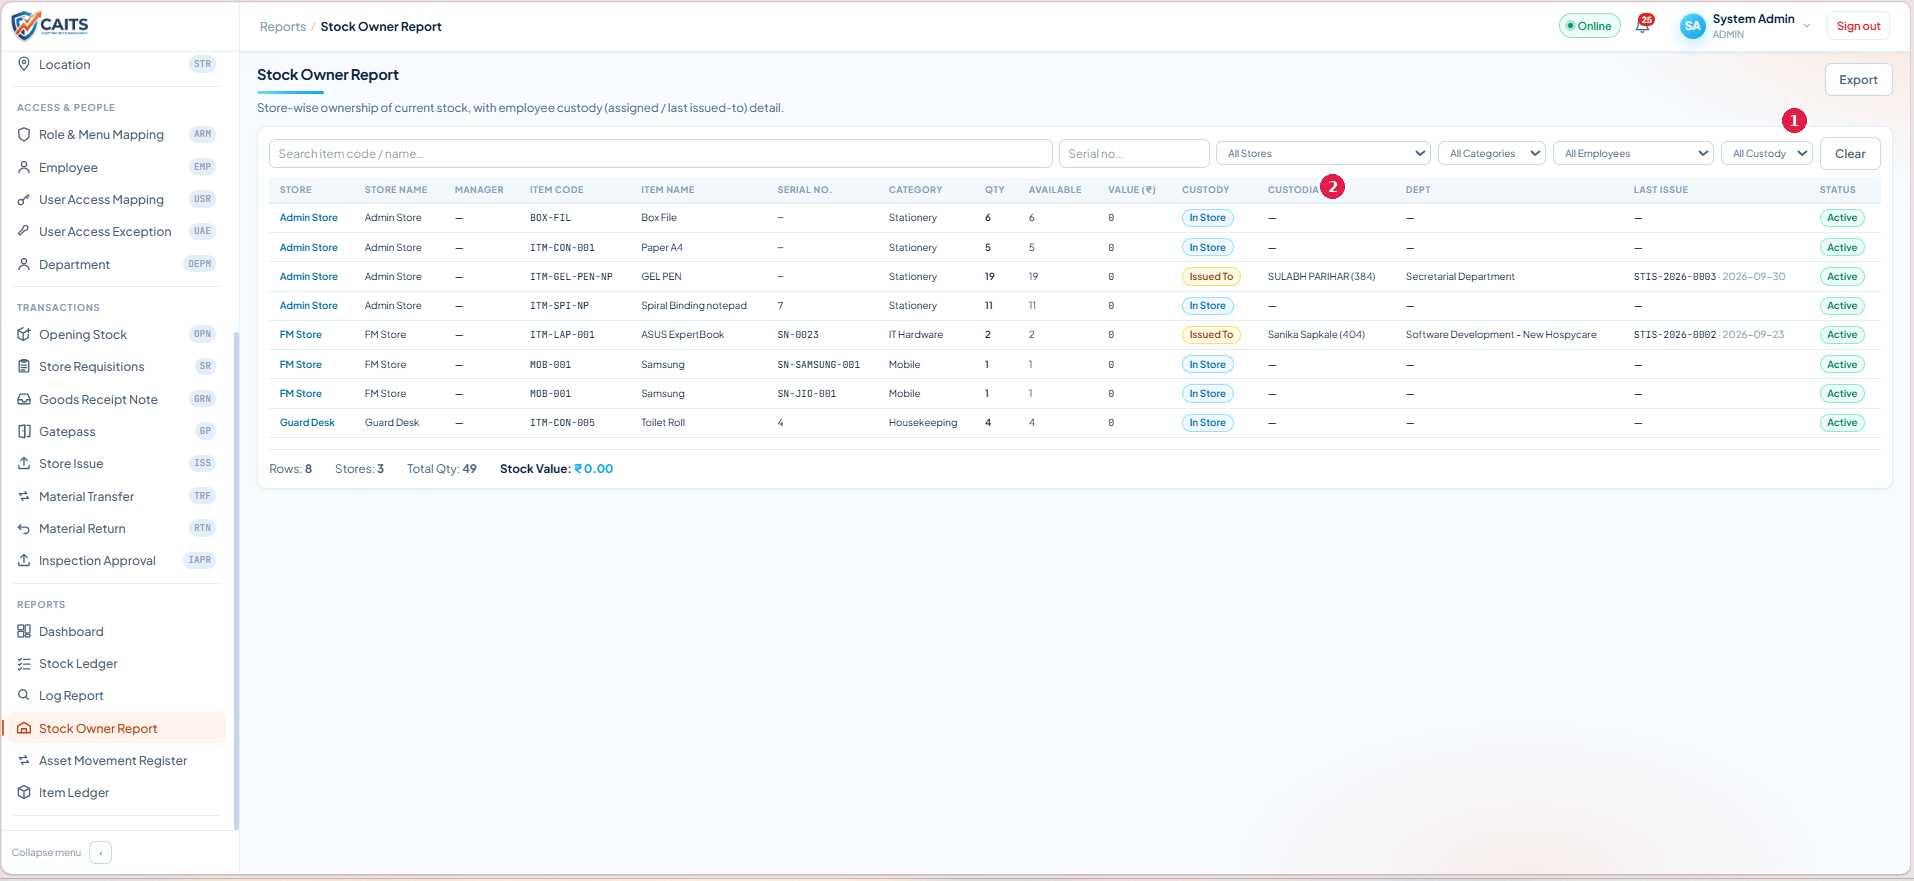 CAITS
Reports / Stock Owner Report
Online
25
SA
System Admin
ADMIN
Sign out
Location STR
ACCESS & PEOPLE
Role & Menu Mapping ARM
Employee EMP
User Access Mapping USR
User Access Exception UAE
Department DEPM
TRANSACTIONS
Opening Stock OPN
Store Requisitions SR
Goods Receipt Note GRN
Gatepass GP
Store Issue ISS
Material Transfer TRF
Material Return RTN
Inspection Approval IAPR
REPORTS
Dashboard
Stock Ledger
Log Report
Stock Owner Report
Asset Movement Register
Item Ledger
Collapse menu ‹
Stock Owner Report
Export
Store-wise ownership of current stock, with employee custody (assigned / last issued-to) detail.
1
Search item code / name... Serial no... All Stores All Categories All Employees All Custody Clear
2
STORE STORE NAME MANAGER ITEM CODE ITEM NAME SERIAL NO. CATEGORY QTY AVAILABLE VALUE (₹) CUSTODY CUSTODIA DEPT LAST ISSUE STATUS
Admin Store Admin Store — BOX-FIL Box File — Stationery 6 6 0 In Store — — — Active
Admin Store Admin Store — ITM-CON-001 Paper A4 — Stationery 5 5 0 In Store — — — Active
Admin Store Admin Store — ITM-GEL-PEN-NP GEL PEN — Stationery 19 19 0 Issued To SULABH PARIHAR (384) Secretarial Department STIS-2026-0003 · 2026-09-30 Active
Admin Store Admin Store — ITM-SPI-NP Spiral Binding notepad 7 Stationery 11 11 0 In Store — — — Active
FM Store FM Store — ITM-LAP-001 ASUS ExpertBook SN-0023 IT Hardware 2 2 0 Issued To Sanika Sapkale (404) Software Development - New Hospycare STIS-2026-0002 · 2026-09-23 Active
FM Store FM Store — MOB-001 Samsung SN-SAMSUNG-001 Mobile 1 1 0 In Store — — — Active
FM Store FM Store — MOB-001 Samsung SN-JIO-001 Mobile 1 1 0 In Store — — — Active
Guard Desk Guard Desk — ITM-CON-005 Toilet Roll 4 Housekeeping 4 4 0 In Store — — — Active
Rows: 8 Stores: 3 Total Qty: 49 Stock Value: ₹ 0.00